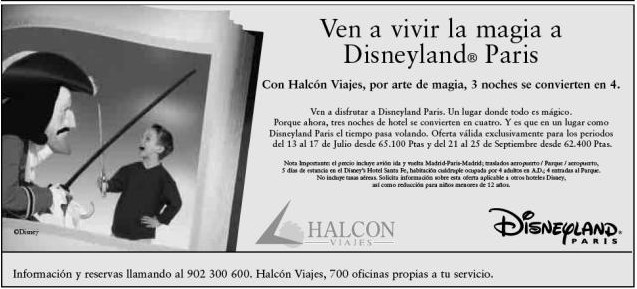 Ven a vivir la magia a
Disneyland® Paris
Con Halcón Viajes, por arte de magia, 3 noches se convierten en 4.
Ven a disfrutar a Disneyland Paris. Un lugar donde todo es mágico.
Porque ahora, tres noches de hotel se convierten en cuatro. Y es que en un lugar como
Disneyland Paris el tiempo pasa volando. Oferta válida exclusivamente para los periodos
del 13 al 17 de Julio desde 65.100 Ptas y del 21 al 25 de Septiembre desde 62.400 Ptas.
Nota Importante: el precio incluye avión ida y vuelta Madrid-Paris-Madrid; traslados aeropuerto / Parque / aeropuerto,
5 días de estancia en el Disney's Hotel Santa Fe, habitación cuádruple ocupada por 4 adultos en A.D.; 4 entradas al Parque.
No incluye tasas aéreas. Solicita información sobre esta oferta aplicable a otros hoteles Disney,
así como reducción para niños menores de 12 años.
©Disney
HALCON
VIAJES
DISNEYLAND
PARIS
Información y reservas llamando al 902 300 600. Halcón Viajes, 700 oficinas propias a tu servicio.